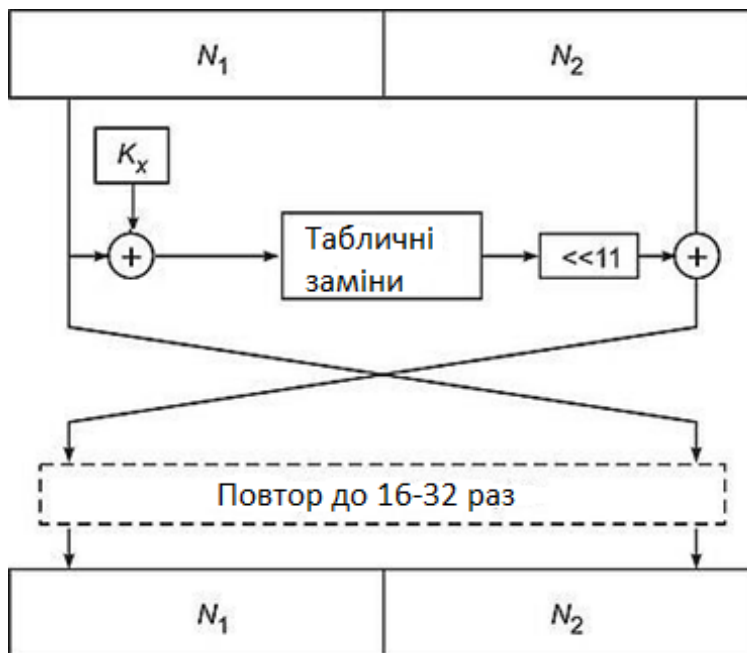 N1 N2
Kx
+ Табличні заміни <<11 +
Повтор до 16-32 раз
N1 N2